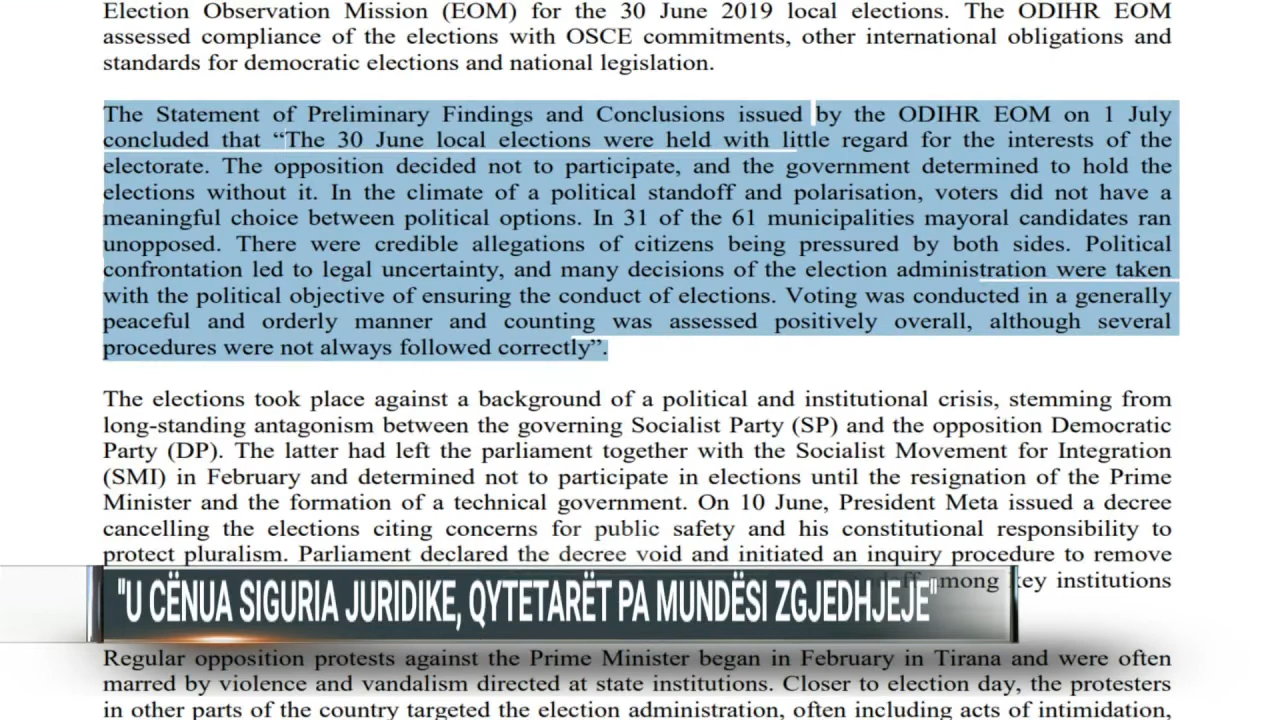 Election Observation Mission (EOM) for the 30 June 2019 local elections. The ODIHR EOM
assessed compliance of the elections with OSCE commitments, other international obligations and
standards for democratic elections and national legislation.
The Statement of Preliminary Findings and Conclusions issued by the ODIHR EOM on 1 July
concluded that “The 30 June local elections were held with little regard for the interests of the
electorate. The opposition decided not to participate, and the government determined to hold the
elections without it. In the climate of a political standoff and polarisation, voters did not have a
meaningful choice between political options. In 31 of the 61 municipalities mayoral candidates ran
unopposed. There were credible allegations of citizens being pressured by both sides. Political
confrontation led to legal uncertainty, and many decisions of the election administration were taken
with the political objective of ensuring the conduct of elections. Voting was conducted in a generally
peaceful and orderly manner and counting was assessed positively overall, although several
procedures were not always followed correctly”.
The elections took place against a background of a political and institutional crisis, stemming from
long-standing antagonism between the governing Socialist Party (SP) and the opposition Democratic
Party (DP). The latter had left the parliament together with the Socialist Movement for Integration
(SMI) in February and determined not to participate in elections until the resignation of the Prime
Minister and the formation of a technical government. On 10 June, President Meta issued a decree
cancelling the elections citing concerns for public safety and his constitutional responsibility to
protect pluralism. Parliament declared the decree void and initiated an inquiry procedure to remove
among key institutions
"U CËNUA SIGURIA JURIDIKE, QYTETARËT PA MUNDËSI ZGJEDHJEJE"
Regular opposition protests against the Prime Minister began in February in Tirana and were often
marred by violence and vandalism directed at state institutions. Closer to election day, the protesters
in other parts of the country targeted the election administration, often including acts of intimidation,